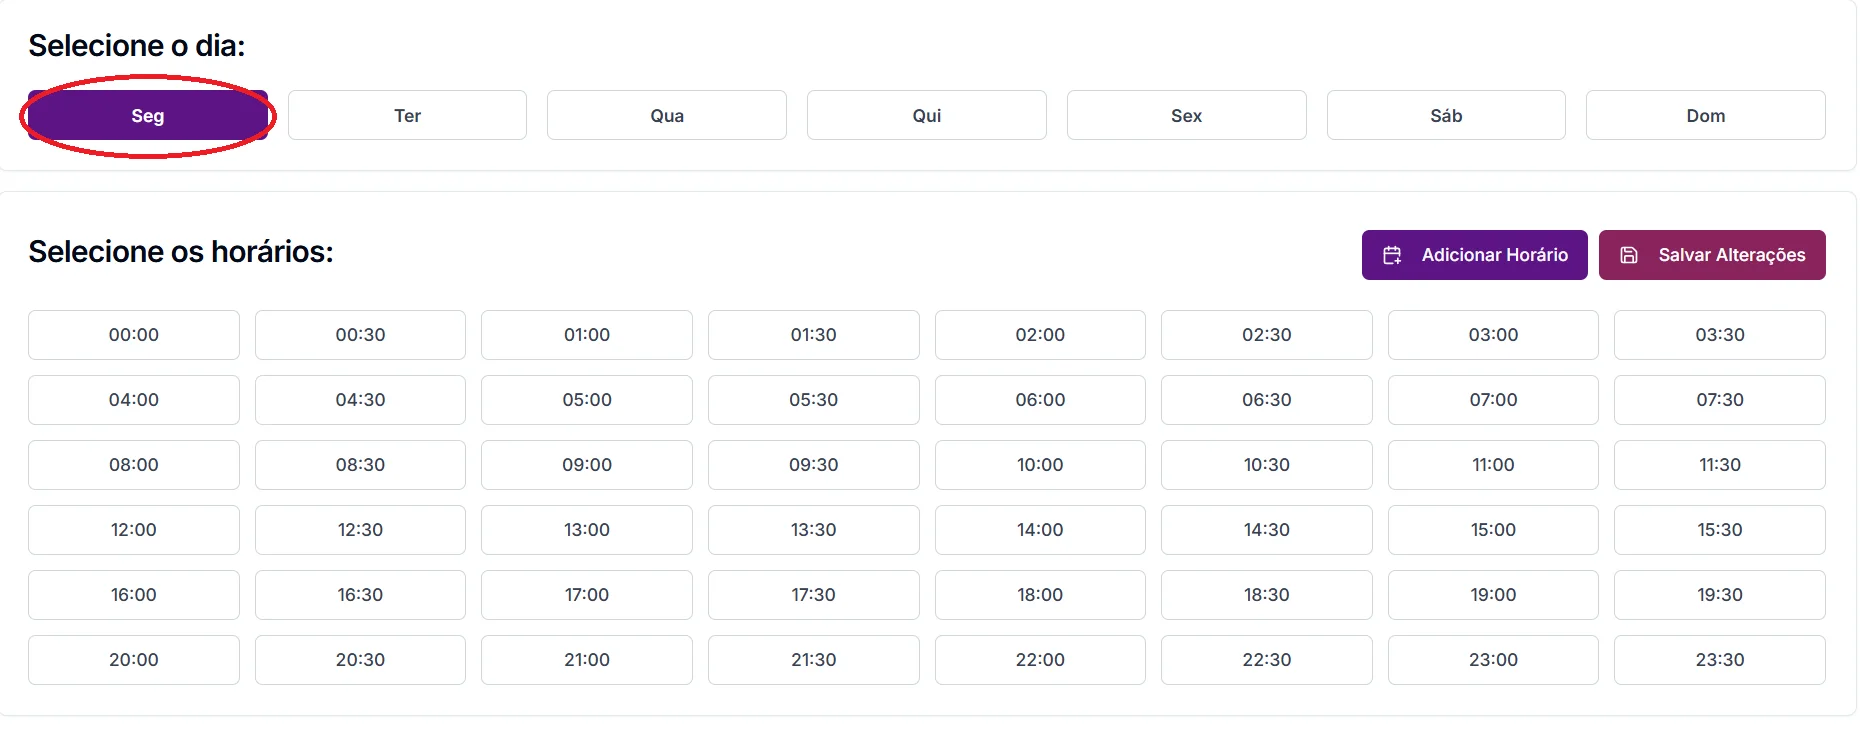 Selecione o dia:
Seg Ter Qua Qui Sex Sáb Dom
Selecione os horários:
Adicionar Horário Salvar Alterações
00:00 00:30 01:00 01:30 02:00 02:30 03:00 03:30
04:00 04:30 05:00 05:30 06:00 06:30 07:00 07:30
08:00 08:30 09:00 09:30 10:00 10:30 11:00 11:30
12:00 12:30 13:00 13:30 14:00 14:30 15:00 15:30
16:00 16:30 17:00 17:30 18:00 18:30 19:00 19:30
20:00 20:30 21:00 21:30 22:00 22:30 23:00 23:30